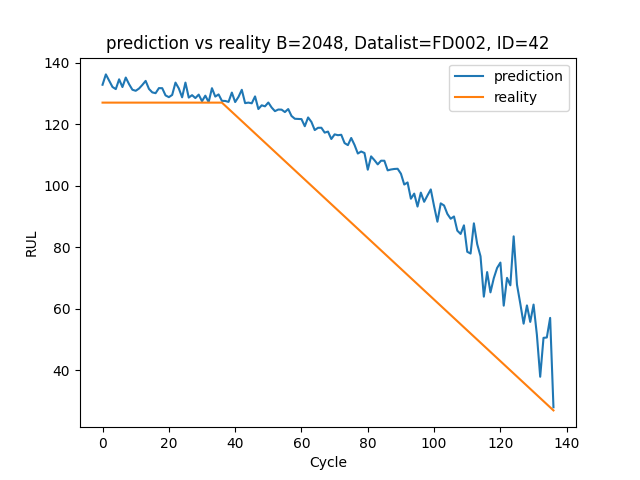 prediction vs reality B=2048, Datalist=FD002, ID=42
prediction
reality
140
120
100
80
60
40
RUL
0 20 40 60 80 100 120 140
Cycle